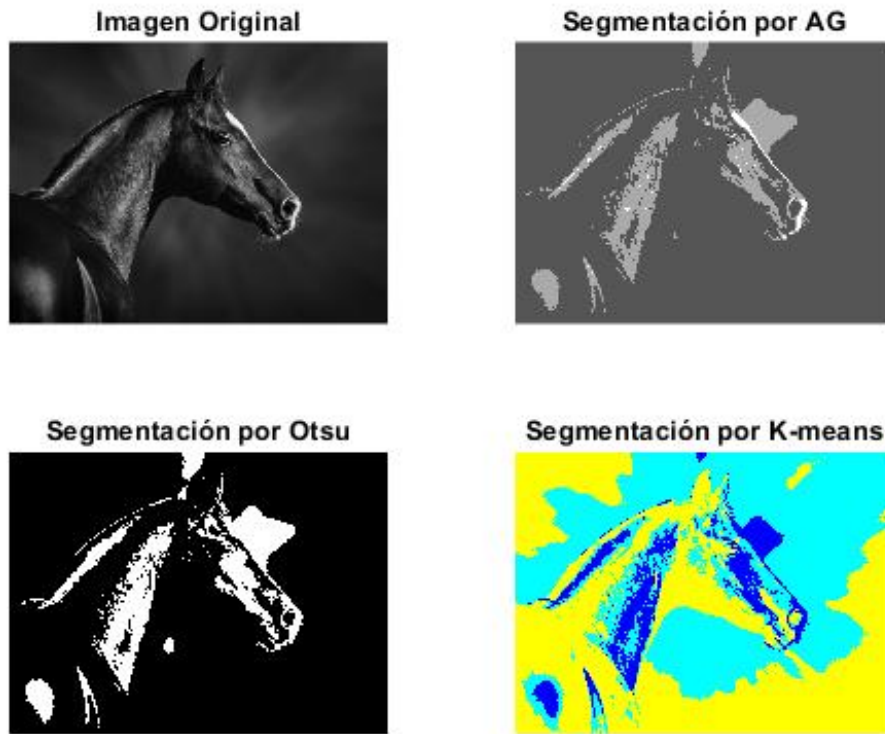 Imagen Original
Segmentación por AG
Segmentación por Otsu
Segmentación por K-means